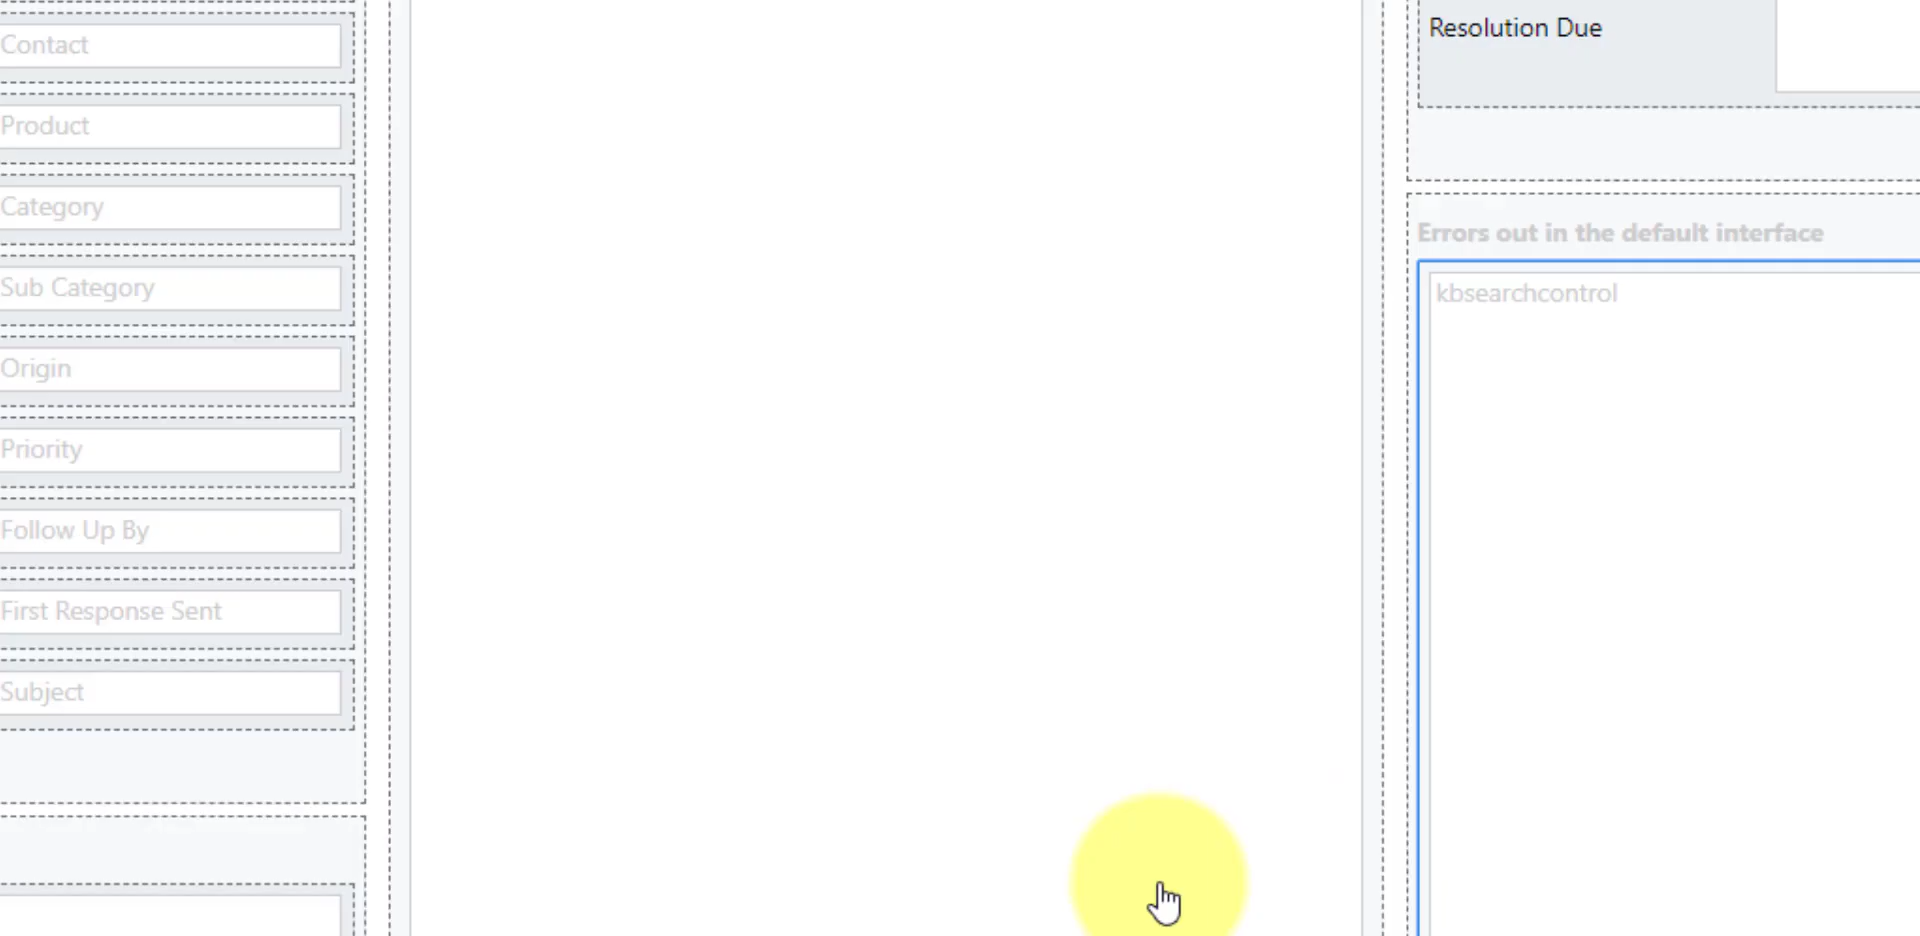 Contact
Product
Category
Sub Category
Origin
Priority
Follow Up By
First Response Sent
Subject
Resolution Due
Errors out in the default interface
kbsearchcontrol